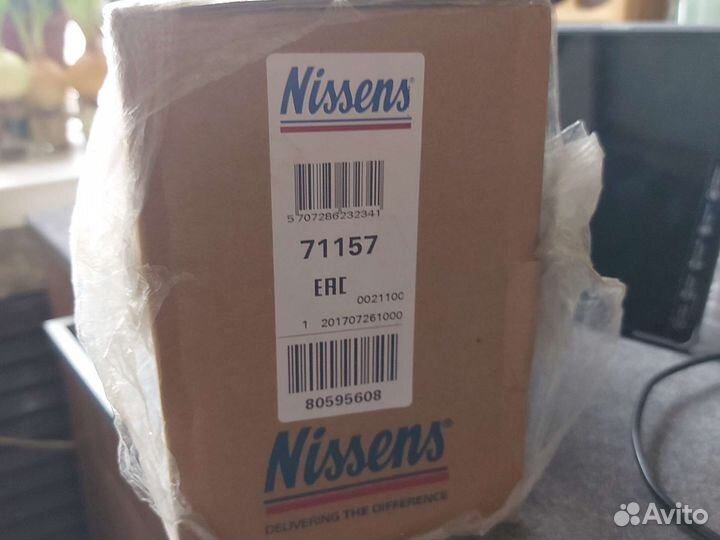 Nissens®
5 707286 232341
71157
EAC
0021100
1 201707261000
80595608
Nissens®
DELIVERING THE DIFFERENCE
Avito